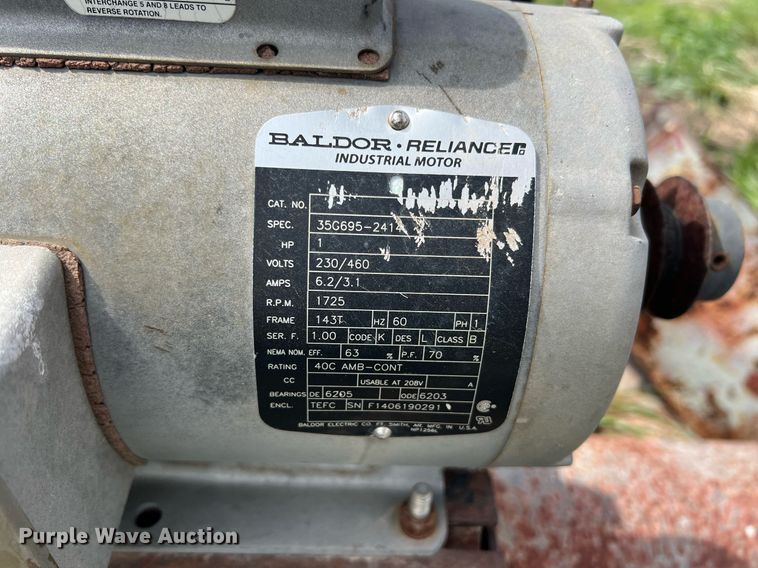 INTERCHANGE 5 AND 8 LEADS TO
REVERSE ROTATION.
BALDOR · RELIANCE
INDUSTRIAL MOTOR
CAT. NO.
SPEC. 35G695-2414
HP 1
VOLTS 230/460
AMPS 6.2/3.1
R.P.M. 1725
FRAME 143T HZ 60 PH 1
SER. F. 1.00 CODE K DES L CLASS B
NEMA NOM. EFF. 63 % P.F. 70 %
RATING 40C AMB-CONT
CC USABLE AT 208V A
BEARINGS DE 6205 ODE 6203
ENCL. TEFC SN F1406190291
BALDOR ELECTRIC CO. FT. SMITH, AR. MFG. IN U.S.A.
NP1256L
Purple Wave Auction